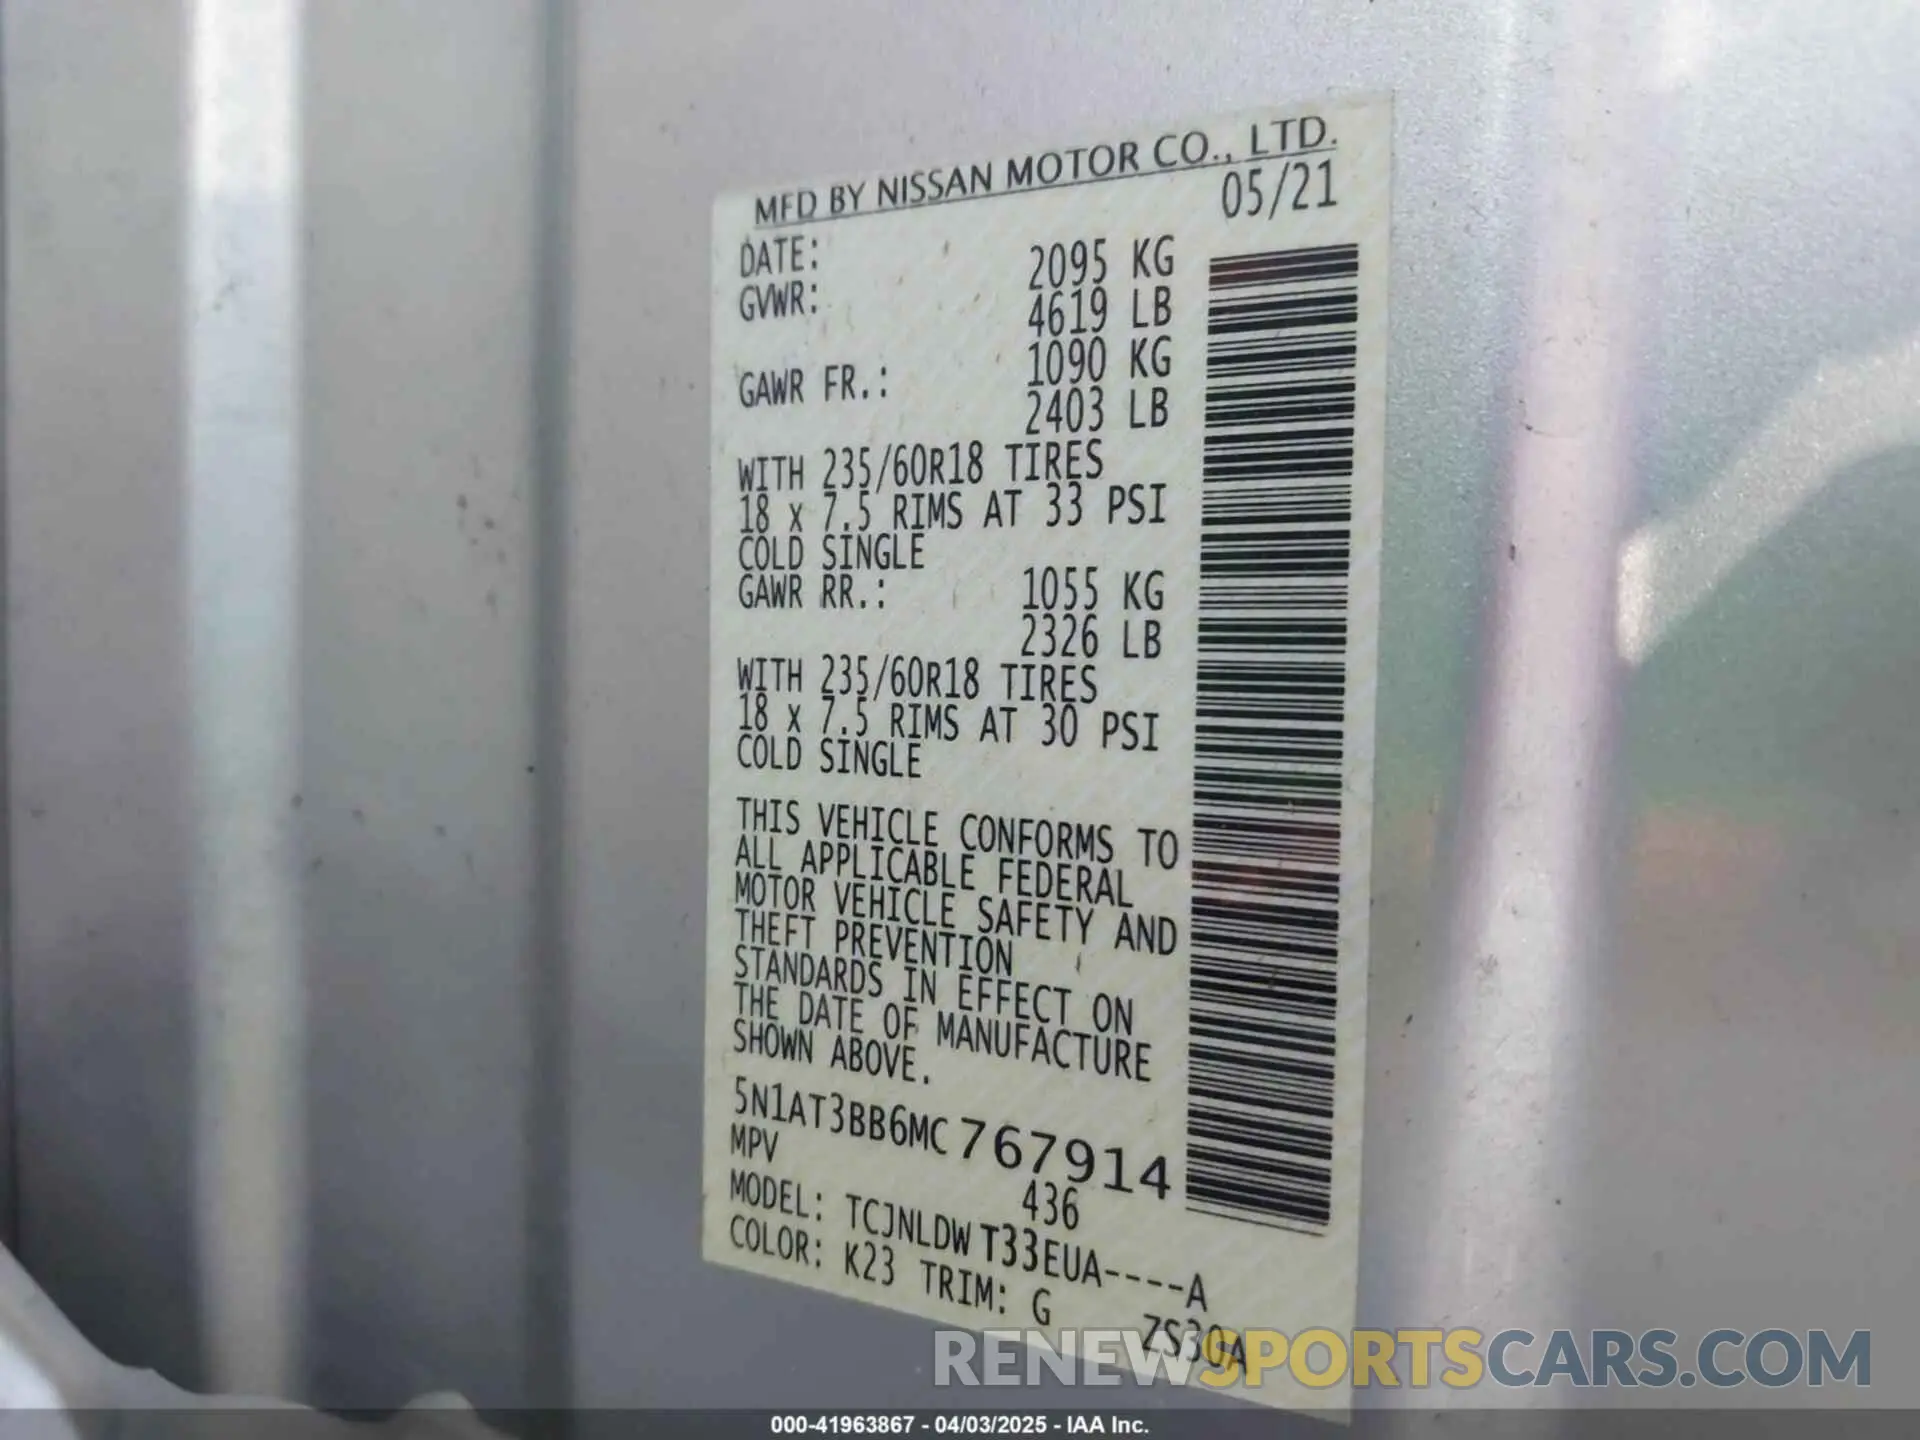 MFD BY NISSAN MOTOR CO., LTD.
DATE: 05/21
GVWR: 2095 KG
4619 LB
GAWR FR.: 1090 KG
2403 LB
WITH 235/60R18 TIRES
18 x 7.5 RIMS AT 33 PSI
COLD SINGLE
GAWR RR.: 1055 KG
2326 LB
WITH 235/60R18 TIRES
18 x 7.5 RIMS AT 30 PSI
COLD SINGLE
THIS VEHICLE CONFORMS TO
ALL APPLICABLE FEDERAL
MOTOR VEHICLE SAFETY AND
THEFT PREVENTION
STANDARDS IN EFFECT ON
THE DATE OF MANUFACTURE
SHOWN ABOVE.
5N1AT3BB6MC767914
MPV 436
MODEL: TCJNLDW T33EUA----A
COLOR: K23 TRIM: G ZS30A
RENEWSPORTSCARS.COM
000-41963867 - 04/03/2025 - IAA Inc.